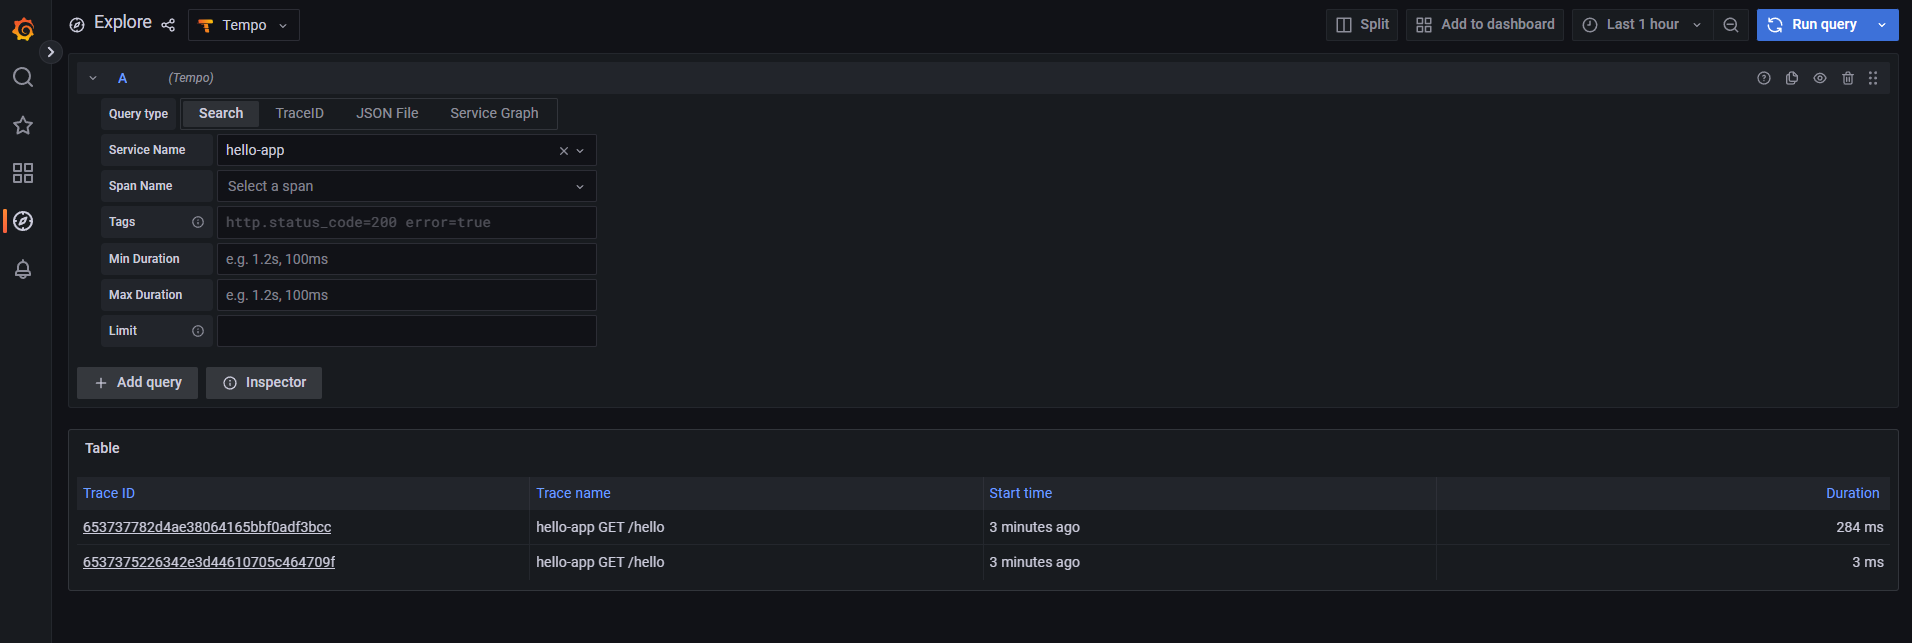 Explore Tempo Split Add to dashboard Last 1 hour Run query
A (Tempo)
Query type Search TraceID JSON File Service Graph
Service Name hello-app
Span Name Select a span
Tags http.status_code=200 error=true
Min Duration e.g. 1.2s, 100ms
Max Duration e.g. 1.2s, 100ms
Limit
+ Add query Inspector
Table
Trace ID Trace name Start time Duration
653737782d4ae38064165bbf0adf3bcc hello-app GET /hello 3 minutes ago 284 ms
6537375226342e3d44610705c464709f hello-app GET /hello 3 minutes ago 3 ms